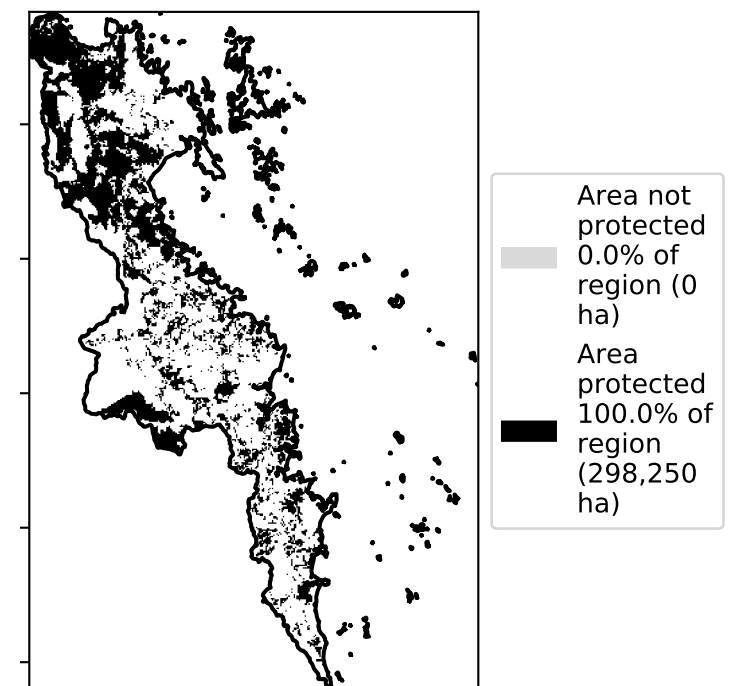 Area not
protected
0.0% of
region (0
ha)
Area
protected
100.0% of
region
(298,250
ha)